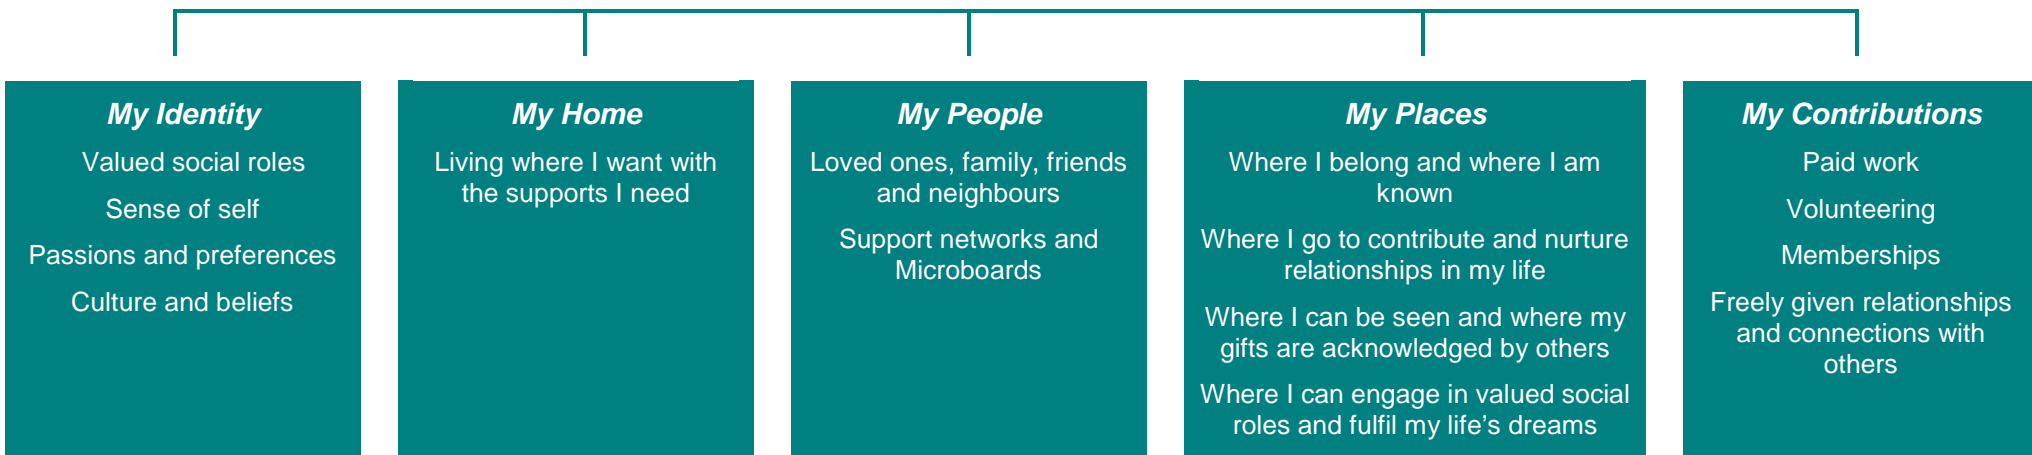 My Identity
Valued social roles
Sense of self
Passions and preferences
Culture and beliefs
My Home
Living where I want with
the supports I need
My People
Loved ones, family, friends
and neighbours
Support networks and
Microboards
My Places
Where I belong and where I am
known
Where I go to contribute and nurture
relationships in my life
Where I can be seen and where my
gifts are acknowledged by others
Where I can engage in valued social
roles and fulfil my life’s dreams
My Contributions
Paid work
Volunteering
Memberships
Freely given relationships
and connections with
others